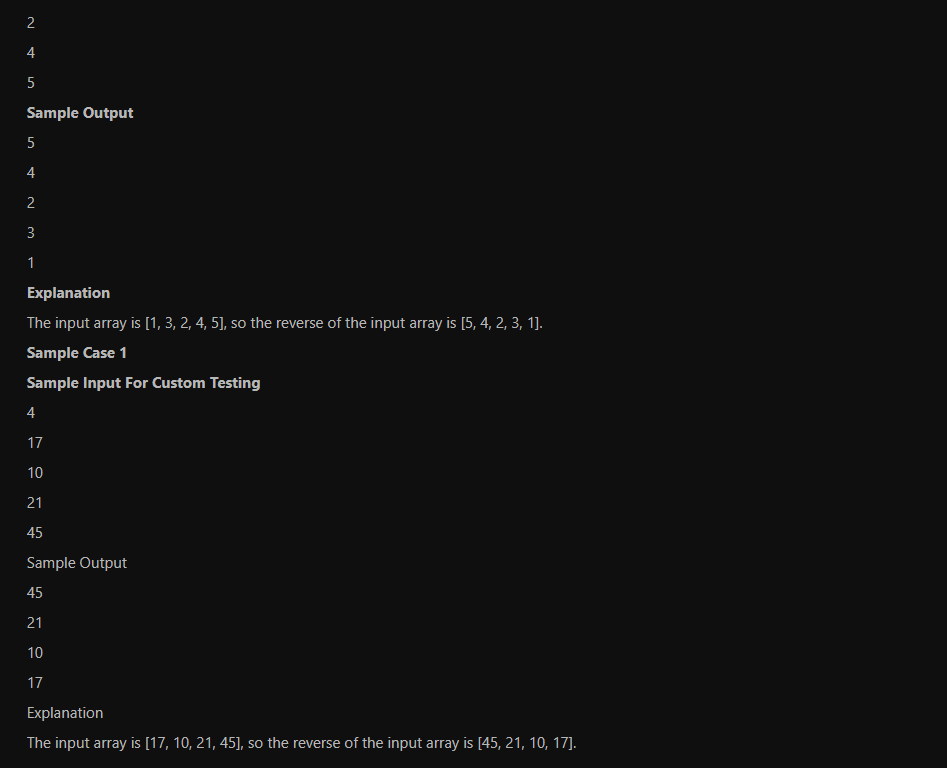 2
4
5
Sample Output
5
4
2
3
1
Explanation
The input array is [1, 3, 2, 4, 5], so the reverse of the input array is [5, 4, 2, 3, 1].
Sample Case 1
Sample Input For Custom Testing
4
17
10
21
45
Sample Output
45
21
10
17
Explanation
The input array is [17, 10, 21, 45], so the reverse of the input array is [45, 21, 10, 17].